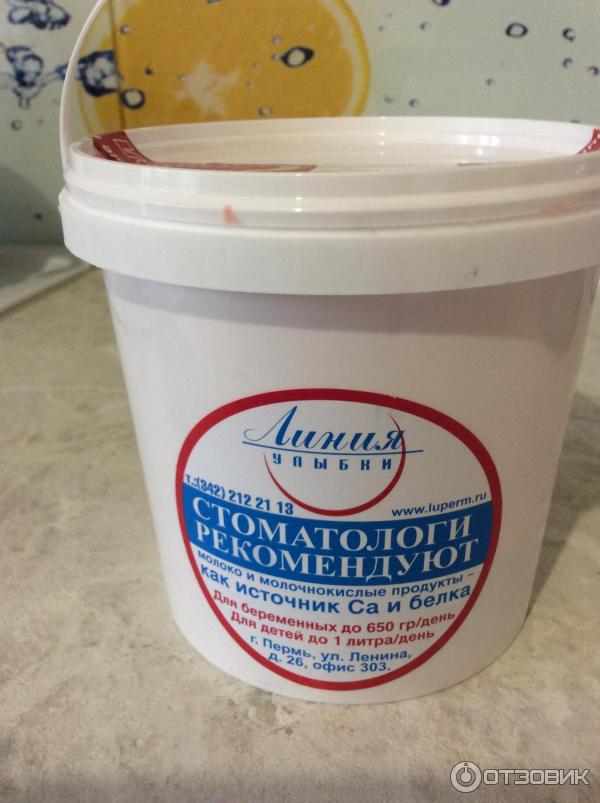 Линия
УЛЫБКИ
т.:(342) 212 21 13
www.luperm.ru
СТОМАТОЛОГИ
РЕКОМЕНДУЮТ
молоко и молочнокислые продукты -
как источник Са и белка
Для беременных до 650 гр/день
Для детей до 1 литра/день
г. Пермь, ул. Ленина,
д. 26, офис 303.
ОТЗОВИК